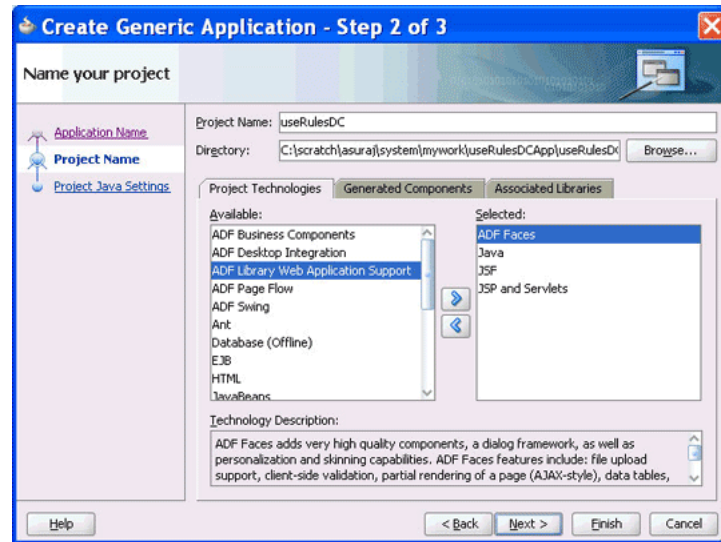 Create Generic Application - Step 2 of 3
Name your project
Application Name
Project Name
Project Java Settings
Project Name: useRulesDC
Directory: C:\scratch\asuraj\system\mywork\useRulesDCApp\useRulesD Browse...
Project Technologies Generated Components Associated Libraries
Available: Selected:
ADF Business Components ADF Faces
ADF Desktop Integration Java
ADF Library Web Application Support JSF
ADF Page Flow JSP and Servlets
ADF Swing
Ant
Database (Offline)
EJB
HTML
JavaBeans
Technology Description:
ADF Faces adds very high quality components, a dialog framework, as well as
personalization and skinning capabilities. ADF Faces features include: file upload
support, client-side validation, partial rendering of a page (AJAX-style), data tables,
Help < Back Next > Finish Cancel